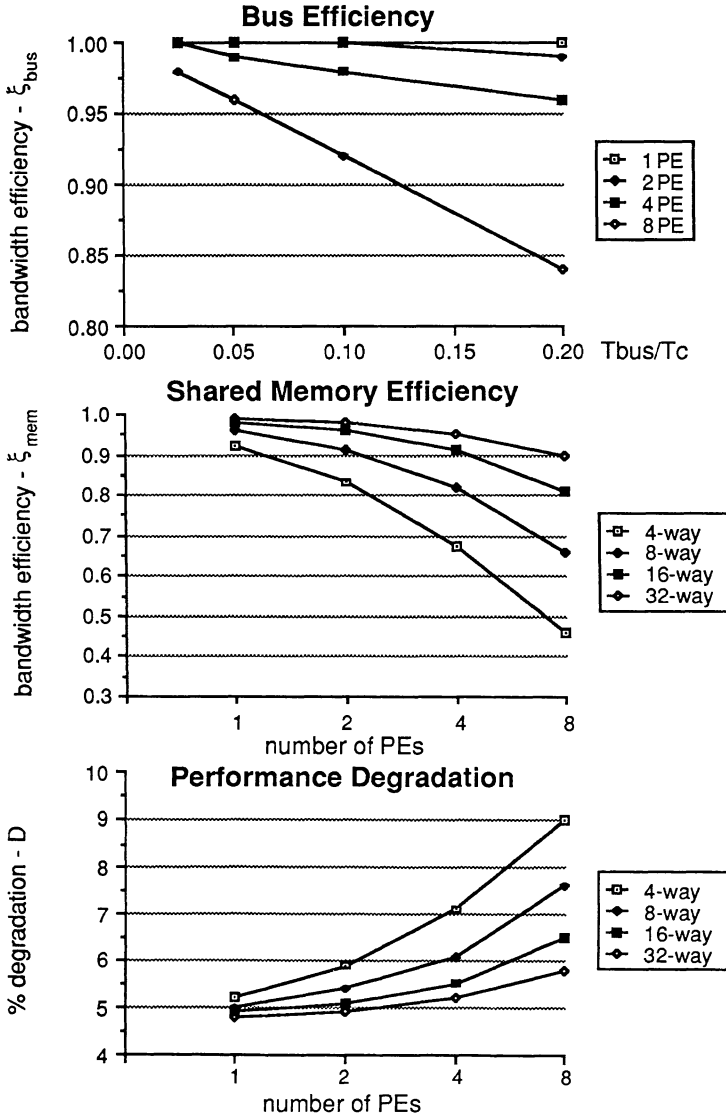 Bus Efficiency
bandwidth efficiency - ξbus
1.00
0.95
0.90
0.85
0.80
0.00 0.05 0.10 0.15 0.20 Tbus/Tc
1 PE
2 PE
4 PE
8 PE
Shared Memory Efficiency
bandwidth efficiency - ξmem
1.0
0.9
0.8
0.7
0.6
0.5
0.4
0.3
1 2 4 8
number of PEs
4-way
8-way
16-way
32-way
Performance Degradation
% degradation - D
10
9
8
7
6
5
4
1 2 4 8
number of PEs
4-way
8-way
16-way
32-way